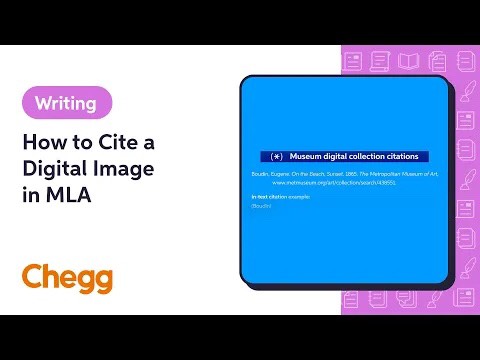 Writing
How to Cite a
Digital Image
in MLA
Chegg
(*) Museum digital collection citations
Boudin, Eugene. On the Beach, Sunset. 1865. The Metropolitan Museum of Art,
www.metmuseum.org/art/collection/search/438551.
in-text citation example:
(Boudin)